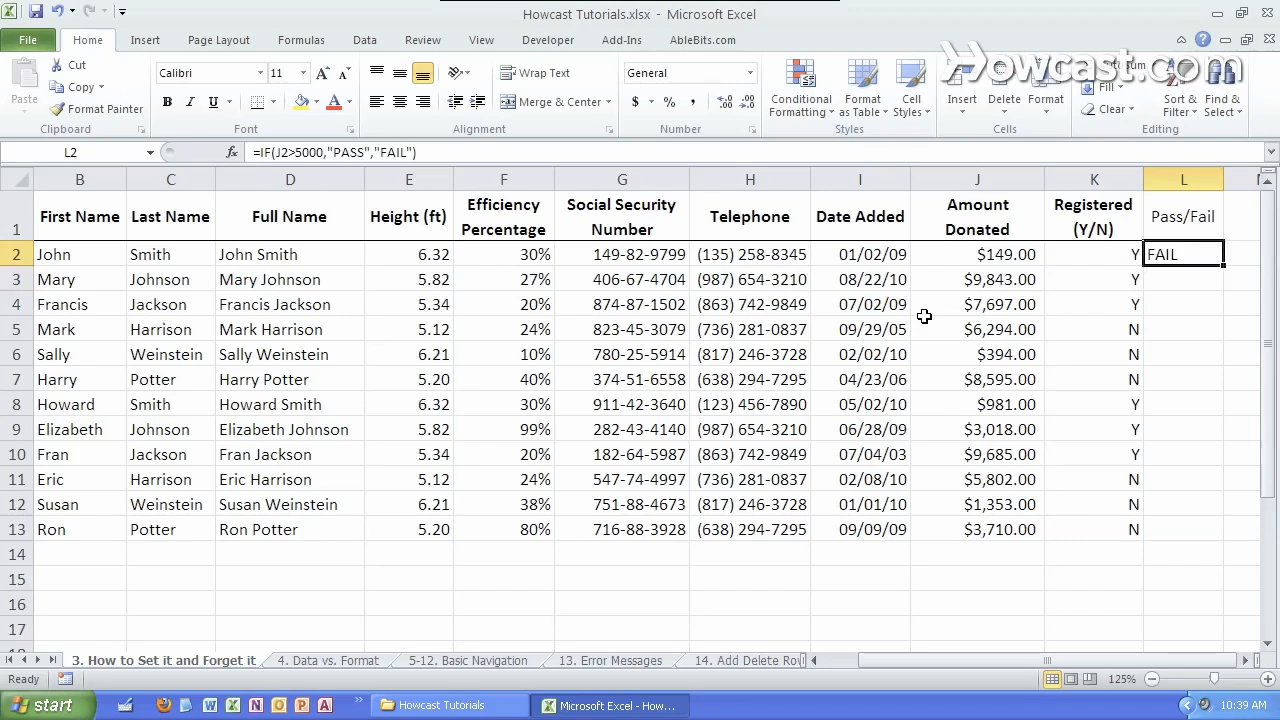 Howcast Tutorials.xlsx - Microsoft Excel
File Home Insert Page Layout Formulas Data Review View Developer Add-Ins AbleBits.com
Howcast.com
Paste Cut Copy Format Painter Clipboard
Calibri 11 B I U A Font
Wrap Text Merge & Center Alignment
General $ % , Number
Conditional Formatting Format as Table Cell Styles Styles
Insert Delete Format Cells
Fill Clear Sort & Filter Find & Select Editing
L2 fx =IF(J2>5000,"PASS","FAIL")
B C D E F G H I J K L
1 First Name Last Name Full Name Height (ft) Efficiency Percentage Social Security Number Telephone Date Added Amount Donated Registered (Y/N) Pass/Fail
2 John Smith John Smith 6.32 30% 149-82-9799 (135) 258-8345 01/02/09 $149.00 Y FAIL
3 Mary Johnson Mary Johnson 5.82 27% 406-67-4704 (987) 654-3210 08/22/10 $9,843.00 Y
4 Francis Jackson Francis Jackson 5.34 20% 874-87-1502 (863) 742-9849 07/02/09 $7,697.00 Y
5 Mark Harrison Mark Harrison 5.12 24% 823-45-3079 (736) 281-0837 09/29/05 $6,294.00 N
6 Sally Weinstein Sally Weinstein 6.21 10% 780-25-5914 (817) 246-3728 02/02/10 $394.00 N
7 Harry Potter Harry Potter 5.20 40% 374-51-6558 (638) 294-7295 04/23/06 $8,595.00 Y
8 Howard Smith Howard Smith 6.32 30% 911-42-3640 (123) 456-7890 05/02/10 $981.00 Y
9 Elizabeth Johnson Elizabeth Johnson 5.82 99% 282-43-4140 (987) 654-3210 06/28/09 $3,018.00 Y
10 Fran Jackson Fran Jackson 5.34 20% 182-64-5987 (863) 742-9849 07/04/03 $9,685.00 Y
11 Eric Harrison Eric Harrison 5.12 24% 547-74-4997 (736) 281-0837 02/08/10 $5,802.00 N
12 Susan Weinstein Susan Weinstein 6.21 38% 751-88-4673 (817) 246-3728 01/01/10 $1,353.00 N
13 Ron Potter Ron Potter 5.20 80% 716-88-3928 (638) 294-7295 09/09/09 $3,710.00 N
14
15
16
17
3. How to Set it and Forget it 4. Data vs. Format 5-12. Basic Navigation 13. Error Messages 14. Add Delete Ro
Ready 125%
start Howcast Tutorials Microsoft Excel - How... 10:39 AM